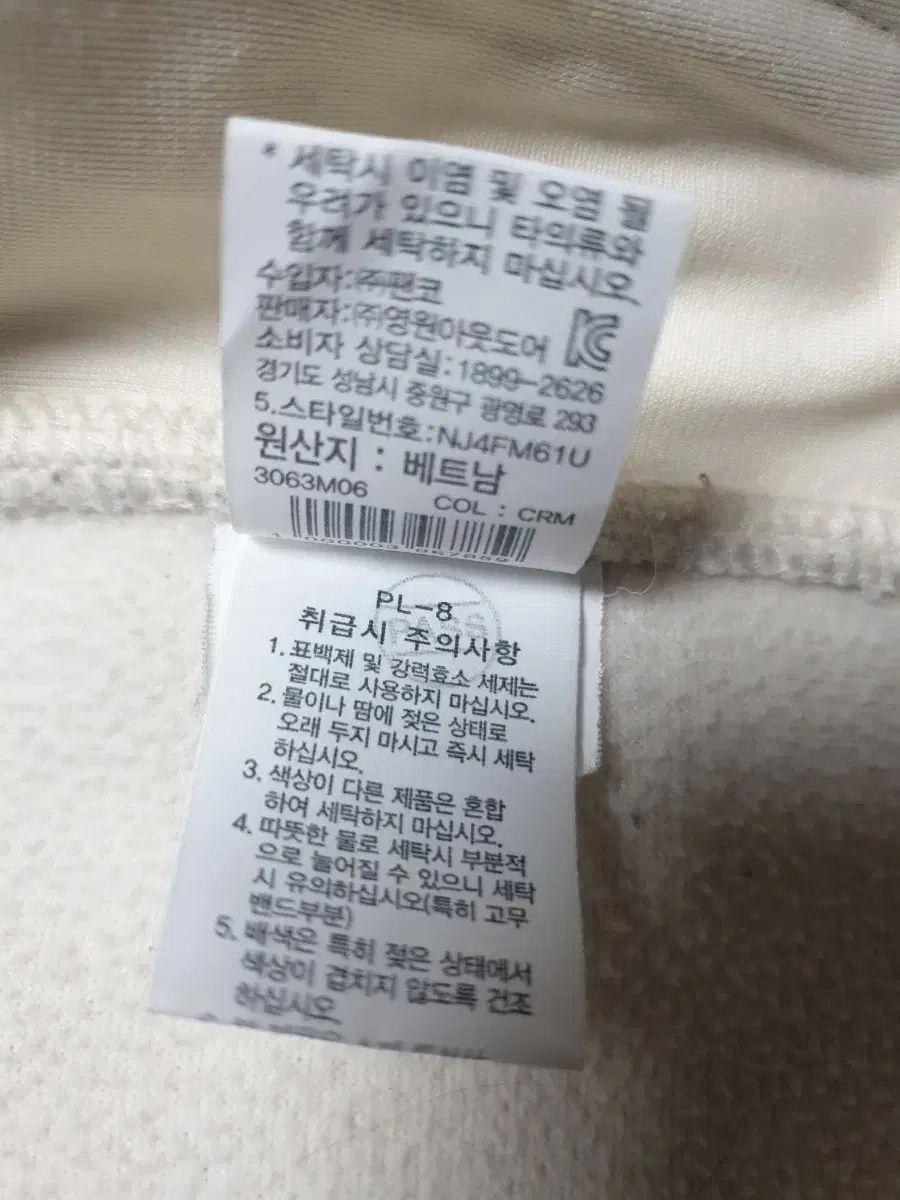 * 세탁시 이염 및 오염 될
우려가 있으니 타의류와
함께 세탁하지 마십시오.
수입자:㈜팬코
판매자:㈜영원아웃도어
소비자 상담실:1899-2626
경기도 성남시 중원구 광명로 293
5.스타일번호:NJ4FM61U
원산지 : 베트남
3063M06 COL : CRM
1 000003 067899
PL-8
PASS
취급시 주의사항
1. 표백제 및 강력효소 세제는
절대로 사용하지 마십시오.
2. 물이나 땀에 젖은 상태로
오래 두지 마시고 즉시 세탁
하십시오.
3. 색상이 다른 제품은 혼합
하여 세탁하지 마십시오.
4. 따뜻한 물로 세탁시 부분적
으로 늘어질 수 있으니 세탁
시 유의하십시오(특히 고무
밴드부분)
5. 배색은 특히 젖은 상태에서
색상이 겹치지 않도록 건조
하십시오